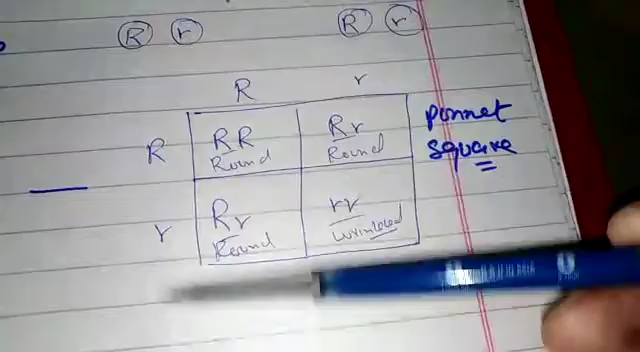 R r R r
R r
R RR Rr Punnet
Round Round square
r Rr rr
Round wrinkled